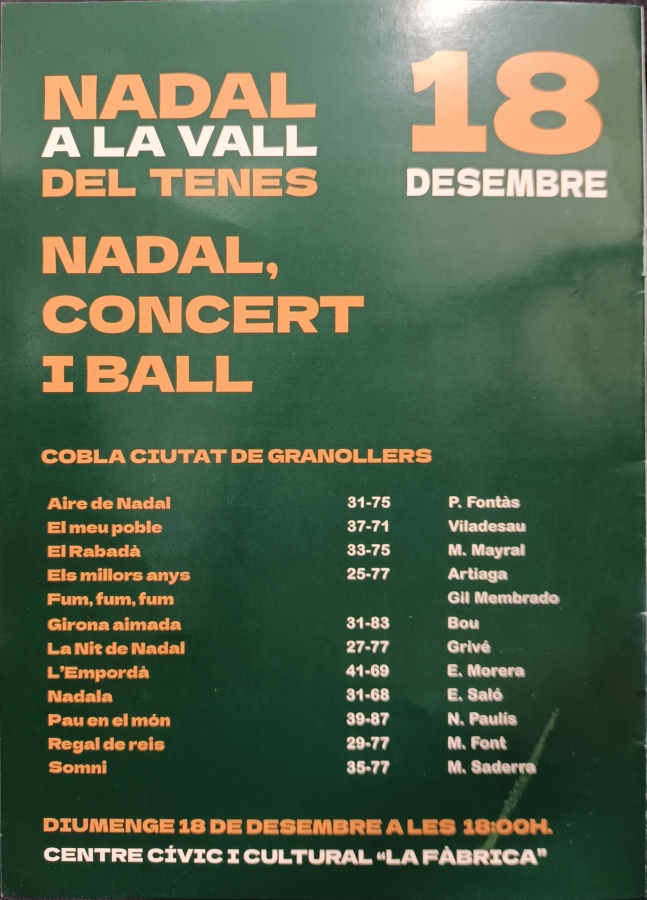 NADAL
A LA VALL
DEL TENES
18
DESEMBRE
NADAL,
CONCERT
I BALL
COBLA CIUTAT DE GRANOLLERS
Aire de Nadal 31-75 P. Fontàs
El meu poble 37-71 Viladesau
El Rabadà 33-75 M. Mayral
Els millors anys 25-77 Artiaga
Fum, fum, fum Gil Membrado
Girona aimada 31-83 Bou
La Nit de Nadal 27-77 Grivé
L'Empordà 41-69 E. Morera
Nadala 31-68 E. Saló
Pau en el món 39-87 N. Paulís
Regal de reis 29-77 M. Font
Somni 35-77 M. Saderra
DIUMENGE 18 DE DESEMBRE A LES 18:00H.
CENTRE CÍVIC I CULTURAL “LA FÀBRICA”